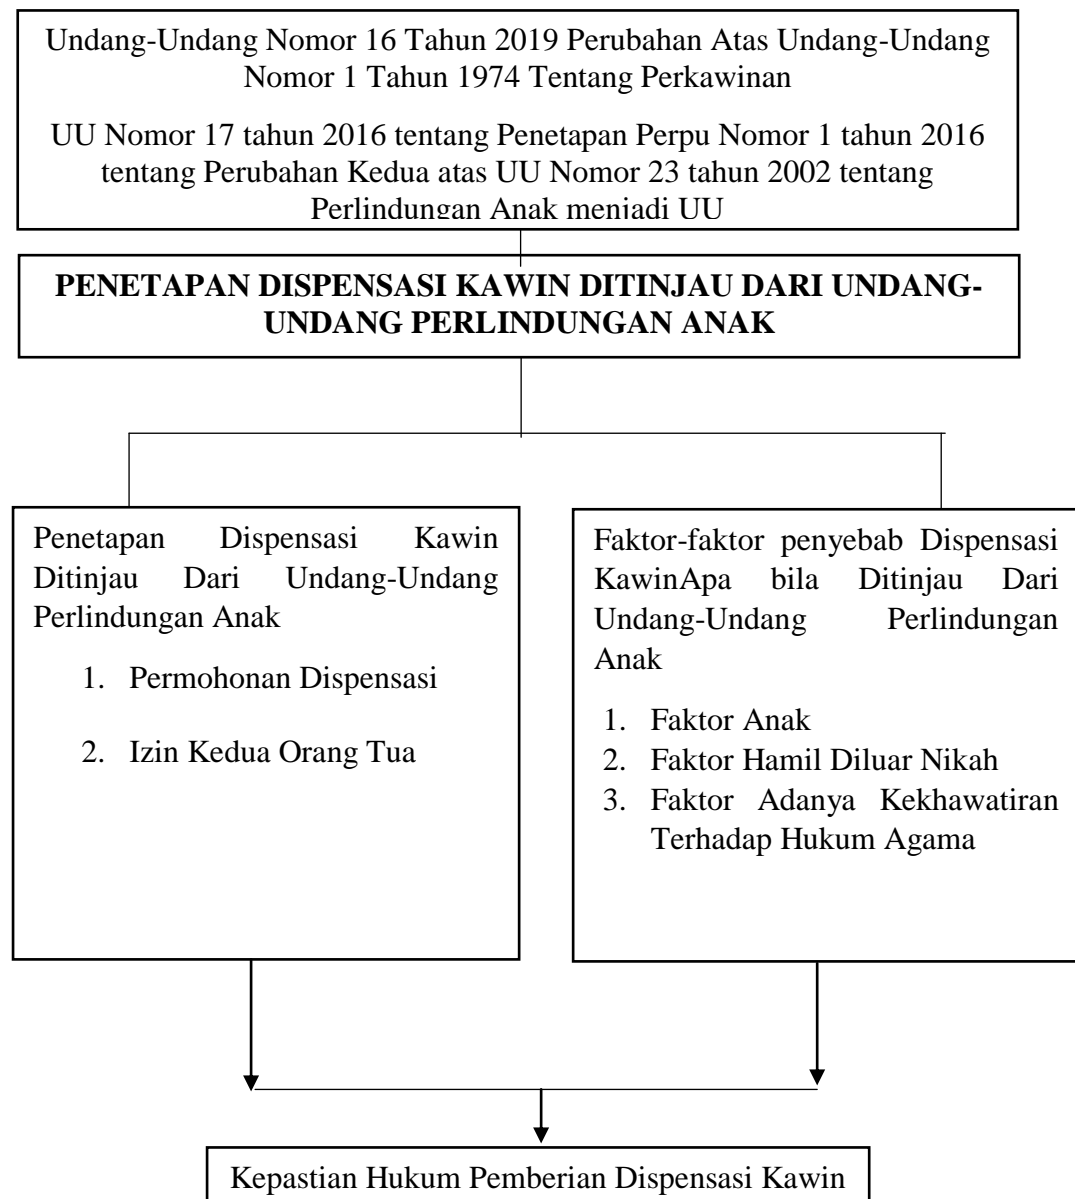 Undang-Undang Nomor 16 Tahun 2019 Perubahan Atas Undang-Undang
Nomor 1 Tahun 1974 Tentang Perkawinan
UU Nomor 17 tahun 2016 tentang Penetapan Perpu Nomor 1 tahun 2016
tentang Perubahan Kedua atas UU Nomor 23 tahun 2002 tentang
Perlindungan Anak menjadi UU
PENETAPAN DISPENSASI KAWIN DITINJAU DARI UNDANG-
UNDANG PERLINDUNGAN ANAK
Penetapan Dispensasi Kawin
Ditinjau Dari Undang-Undang
Perlindungan Anak
1. Permohonan Dispensasi
2. Izin Kedua Orang Tua
Faktor-faktor penyebab Dispensasi
KawinApa bila Ditinjau Dari
Undang-Undang Perlindungan
Anak
1. Faktor Anak
2. Faktor Hamil Diluar Nikah
3. Faktor Adanya Kekhawatiran
Terhadap Hukum Agama
Kepastian Hukum Pemberian Dispensasi Kawin